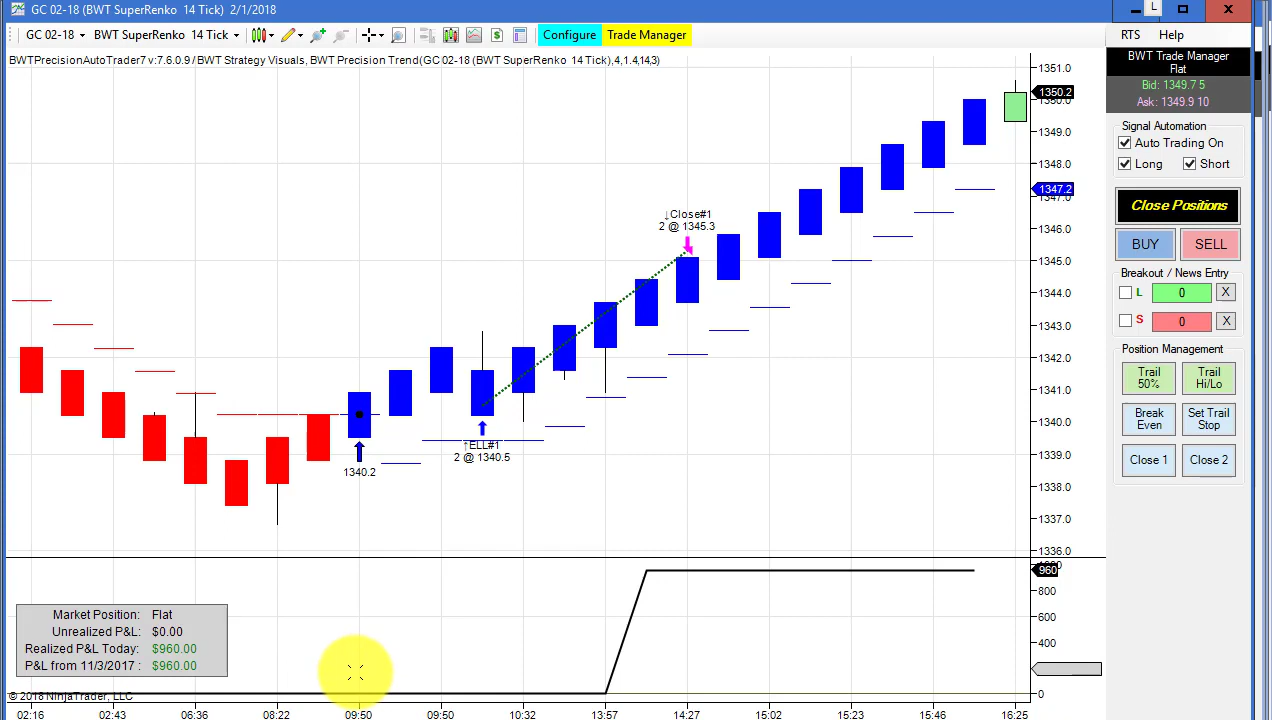 GC 02-18 (BWT SuperRenko 14 Tick) 2/1/2018
L
GC 02-18 BWT SuperRenko 14 Tick
$
Configure
Trade Manager
RTS Help
BWTPrecisionAutoTrader7 v:7.6.0.9 / BWT Strategy Visuals, BWT Precision Trend(GC 02-18 (BWT SuperRenko 14 Tick),4,1.4,14,3)
BWT Trade Manager
Flat
Bid: 1349.7 5
Ask: 1349.9 10
Signal Automation
Auto Trading On
Long Short
Close Positions
BUY SELL
Breakout / News Entry
L 0 X
S 0 X
Position Management
Trail 50%
Trail Hi/Lo
Break Even
Set Trail Stop
Close 1 Close 2
1351.0
1350.2
1350.0
1349.0
1348.0
1347.2
1347.0
1346.0
1345.0
1344.0
1343.0
1342.0
1341.0
1340.0
1339.0
1338.0
1337.0
1336.0
↓Close#1
2 @ 1345.3
↑ELL#1
2 @ 1340.5
1340.2
960
800
600
400
0
Market Position: Flat
Unrealized P&L: $0.00
Realized P&L Today: $960.00
P&L from 11/3/2017 : $960.00
© 2018 NinjaTrader, LLC
02:16 02:43 06:36 08:22 09:50 09:50 10:32 13:57 14:27 15:02 15:23 15:46 16:25